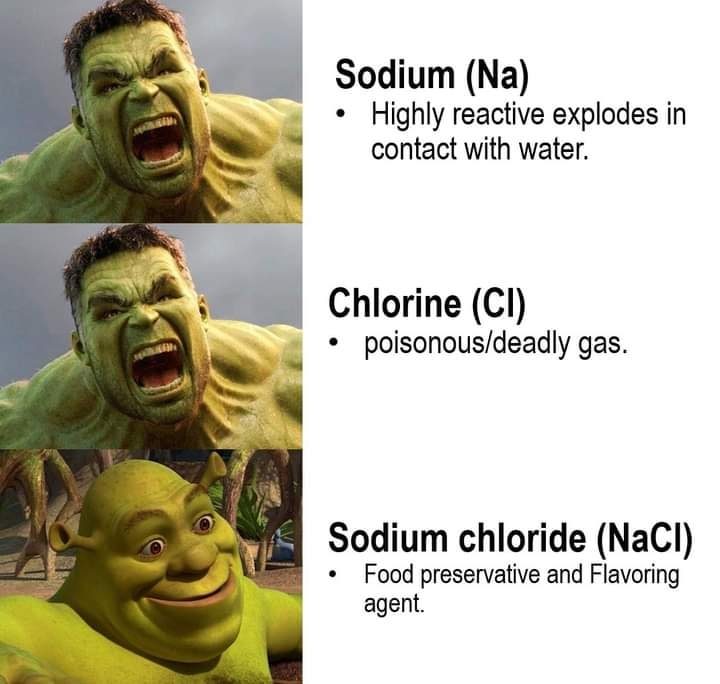 Sodium (Na)
• Highly reactive explodes in
contact with water.
Chlorine (Cl)
• poisonous/deadly gas.
Sodium chloride (NaCl)
• Food preservative and Flavoring
agent.